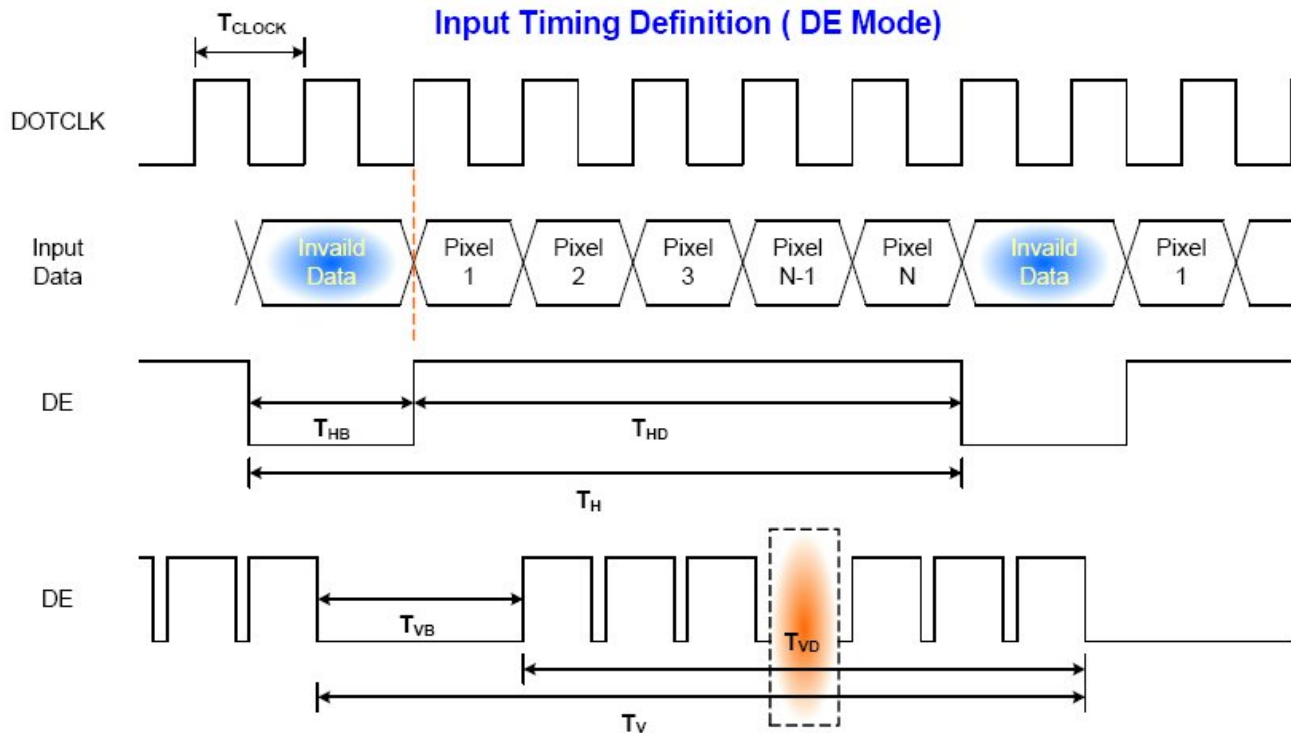 Input Timing Definition ( DE Mode)
TCLOCK
DOTCLK
Input
Data
Invaild
Data
Pixel
1
Pixel
2
Pixel
3
Pixel
N-1
Pixel
N
Invaild
Data
Pixel
1
DE
THB
THD
TH
DE
TVB
TVD
TV